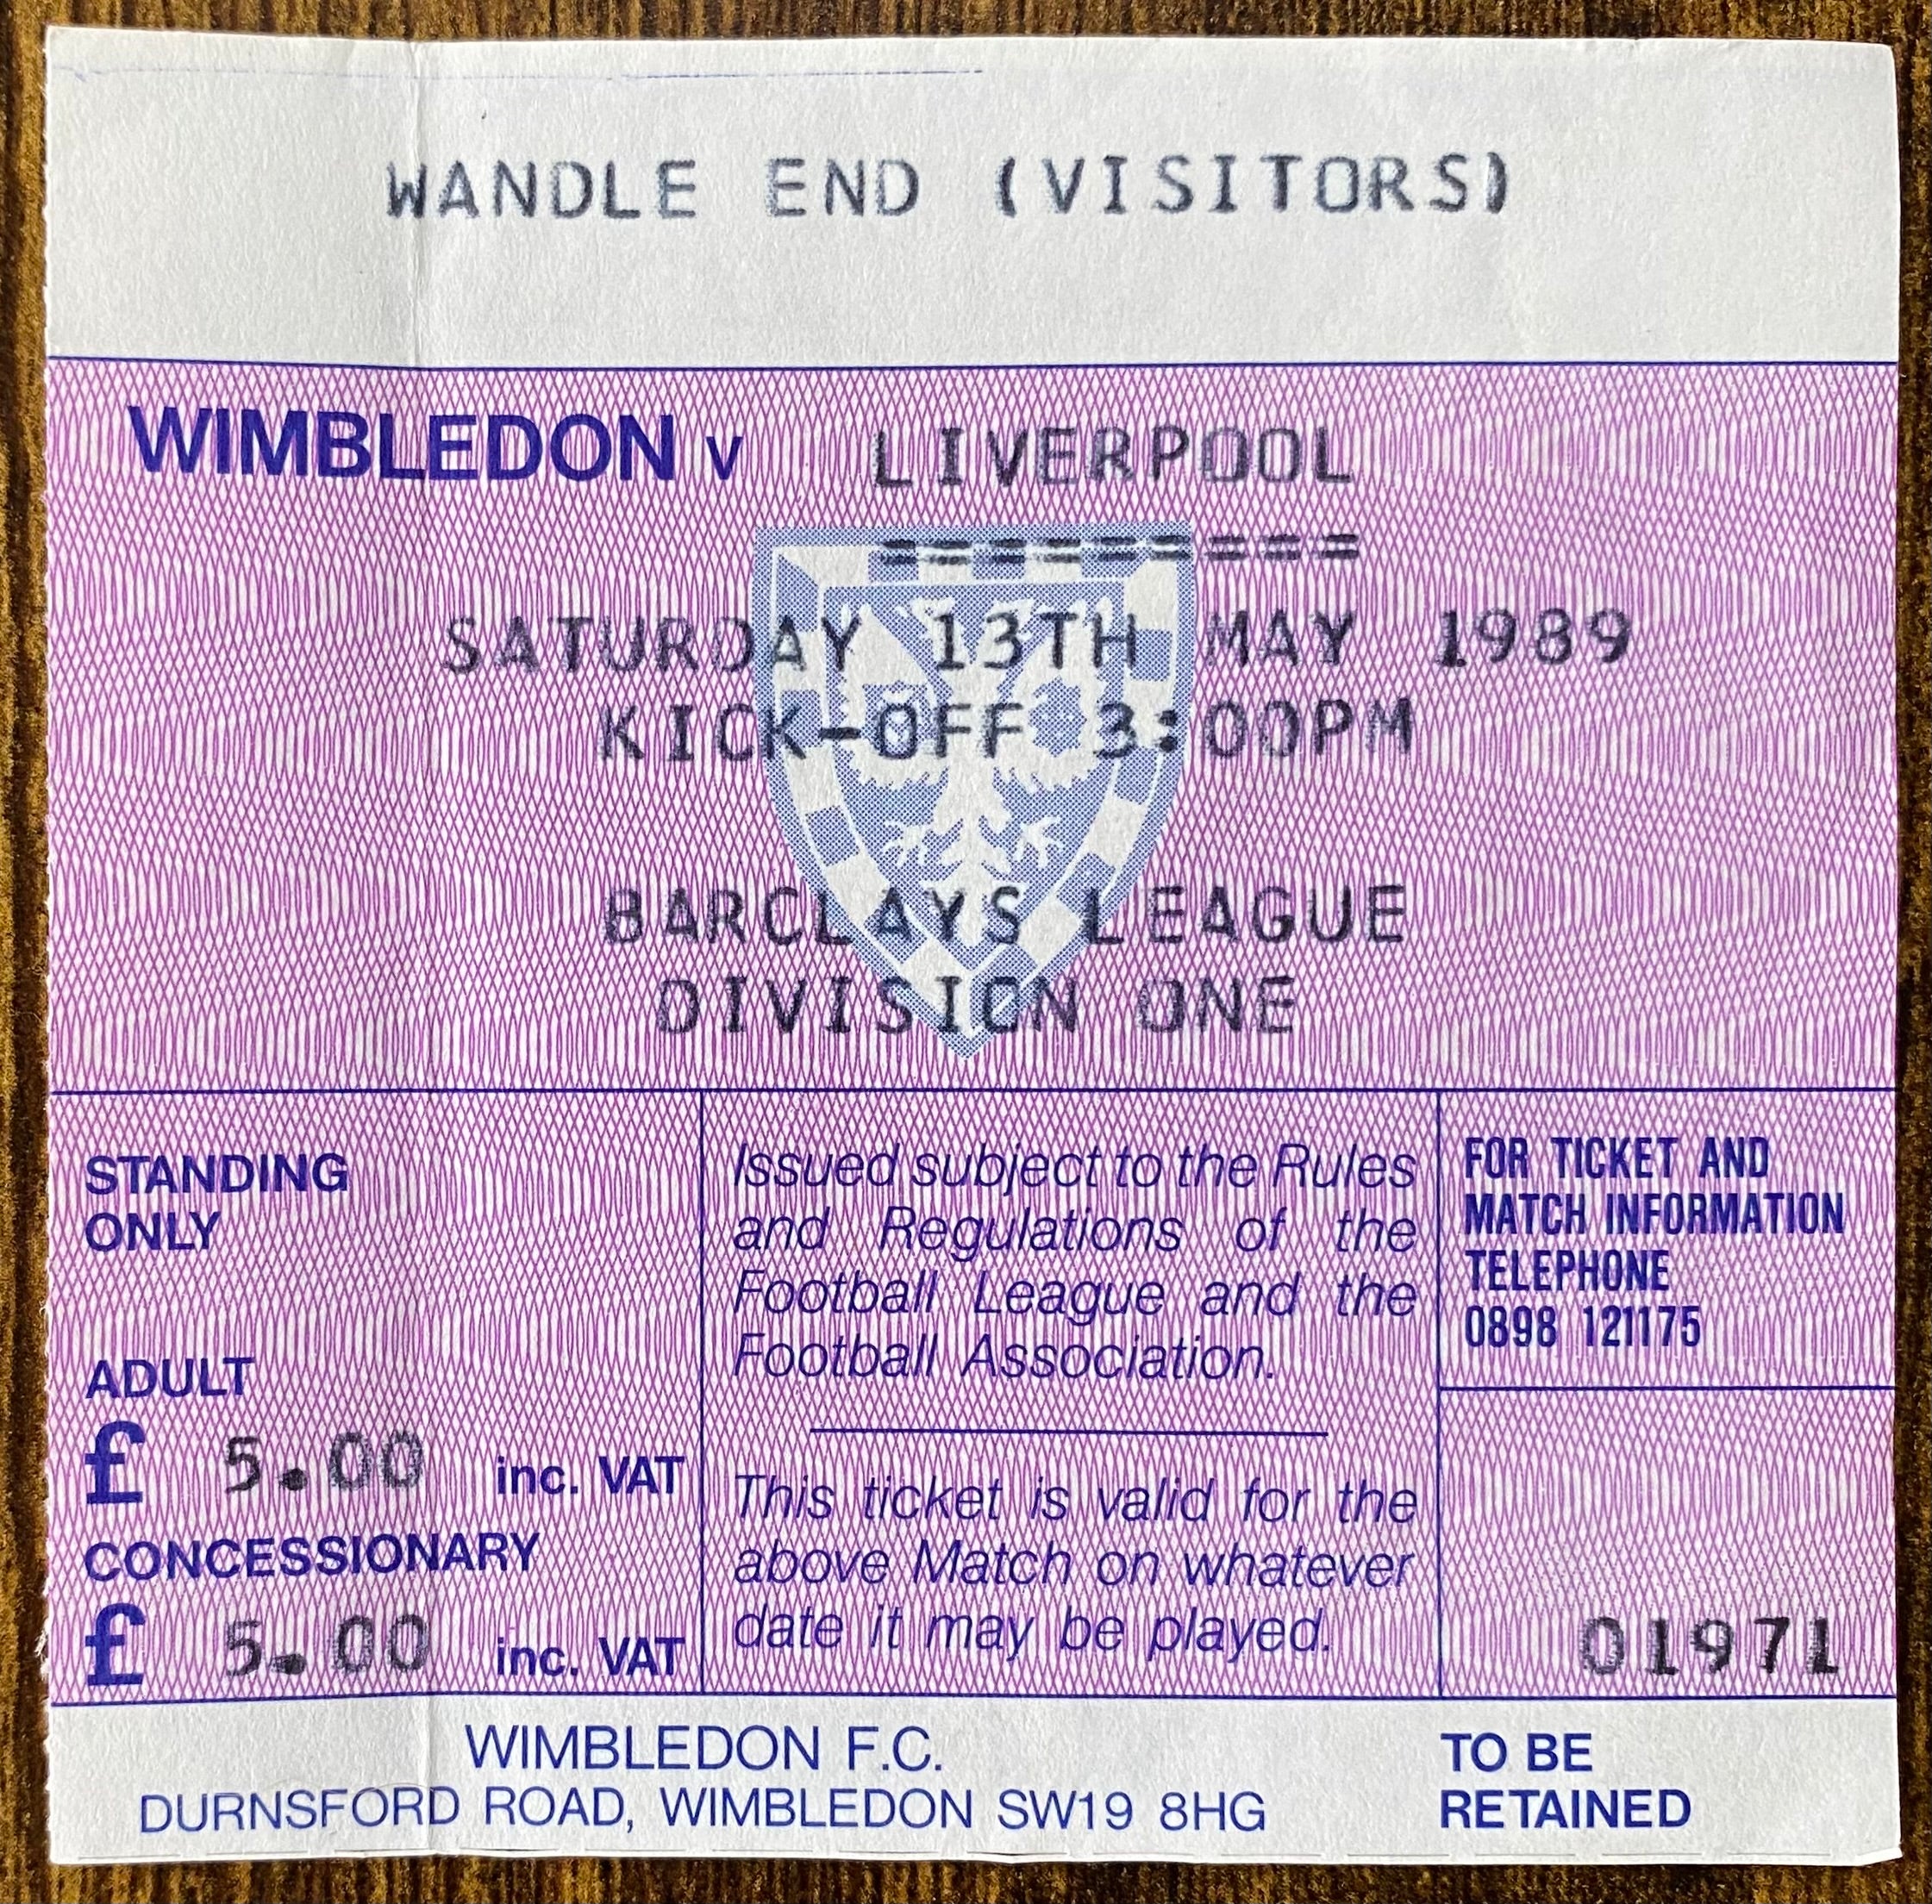 WANDLE END (VISITORS)
WIMBLEDON v LIVERPOOL
=========
SATURDAY 13TH MAY 1989
KICK-OFF 3:00PM
BARCLAYS LEAGUE
DIVISION ONE
STANDING
ONLY
ADULT
£ 5.00 inc. VAT
CONCESSIONARY
£ 5.00 inc. VAT
Issued subject to the Rules
and Regulations of the
Football League and the
Football Association.
This ticket is valid for the
above Match on whatever
date it may be played.
FOR TICKET AND
MATCH INFORMATION
TELEPHONE
0898 121175
01971
WIMBLEDON F.C.
DURNSFORD ROAD, WIMBLEDON SW19 8HG
TO BE
RETAINED